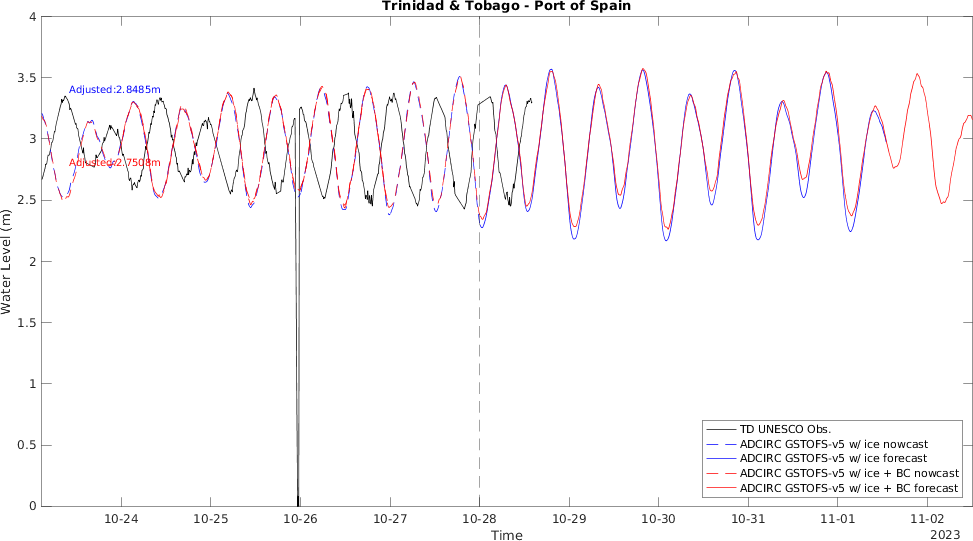 Trinidad & Tobago - Port of Spain
4
3.5
3
2.5
2
1.5
1
0.5
0
Water Level (m)
Adjusted:2.8485m
Adjusted:2.7508m
TD UNESCO Obs.
ADCIRC GSTOFS-v5 w/ ice nowcast
ADCIRC GSTOFS-v5 w/ ice forecast
ADCIRC GSTOFS-v5 w/ ice + BC nowcast
ADCIRC GSTOFS-v5 w/ ice + BC forecast
10-24 10-25 10-26 10-27 10-28 10-29 10-30 10-31 11-01 11-02
Time 2023